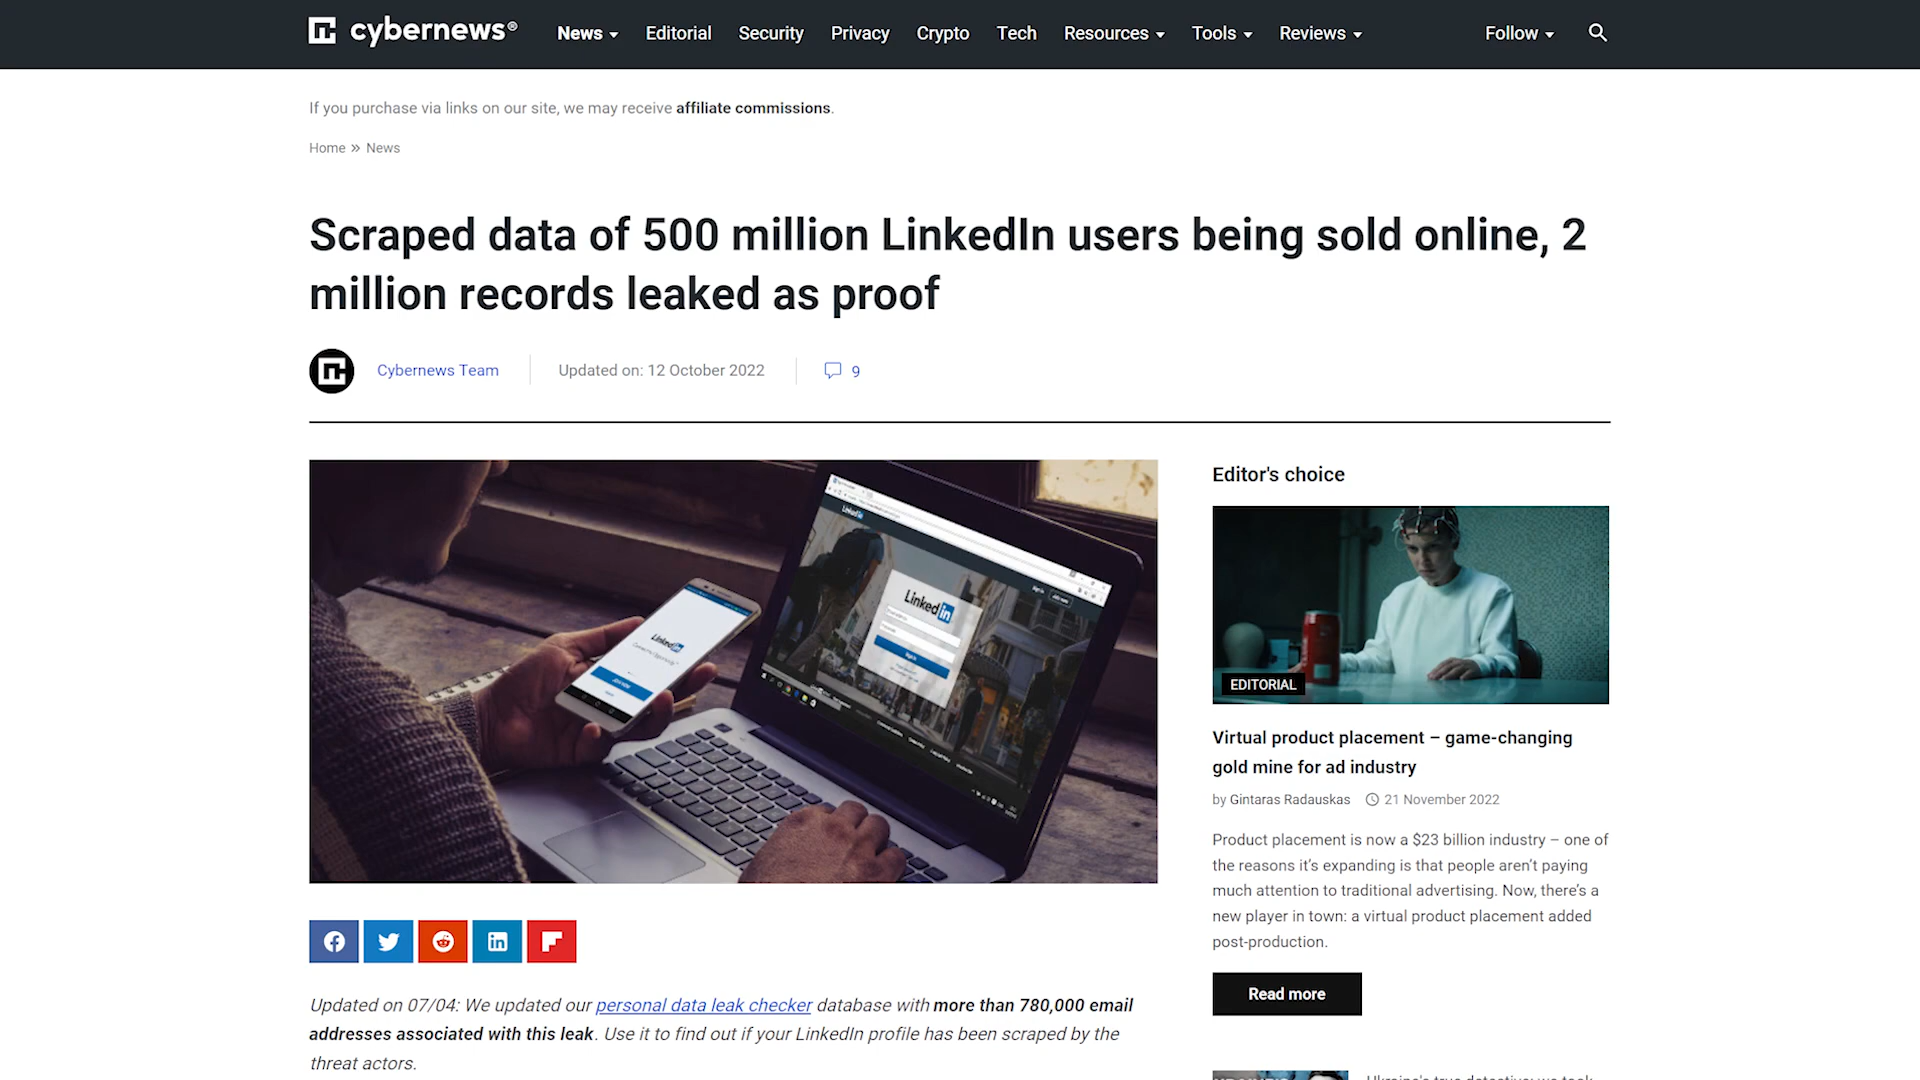 cybernews®
News Editorial Security Privacy Crypto Tech Resources Tools Reviews Follow
If you purchase via links on our site, we may receive affiliate commissions.
Home » News
Scraped data of 500 million LinkedIn users being sold online, 2
million records leaked as proof
Cybernews Team
Updated on: 12 October 2022
9
LinkedIn
LinkedIn
LinkedIn
Sign in
Updated on 07/04: We updated our personal data leak checker database with more than 780,000 email
addresses associated with this leak. Use it to find out if your LinkedIn profile has been scraped by the
threat actors.
Editor's choice
EDITORIAL
Virtual product placement – game-changing
gold mine for ad industry
by Gintaras Radauskas 21 November 2022
Product placement is now a $23 billion industry – one of
the reasons it’s expanding is that people aren’t paying
much attention to traditional advertising. Now, there’s a
new player in town: a virtual product placement added
post-production.
Read more